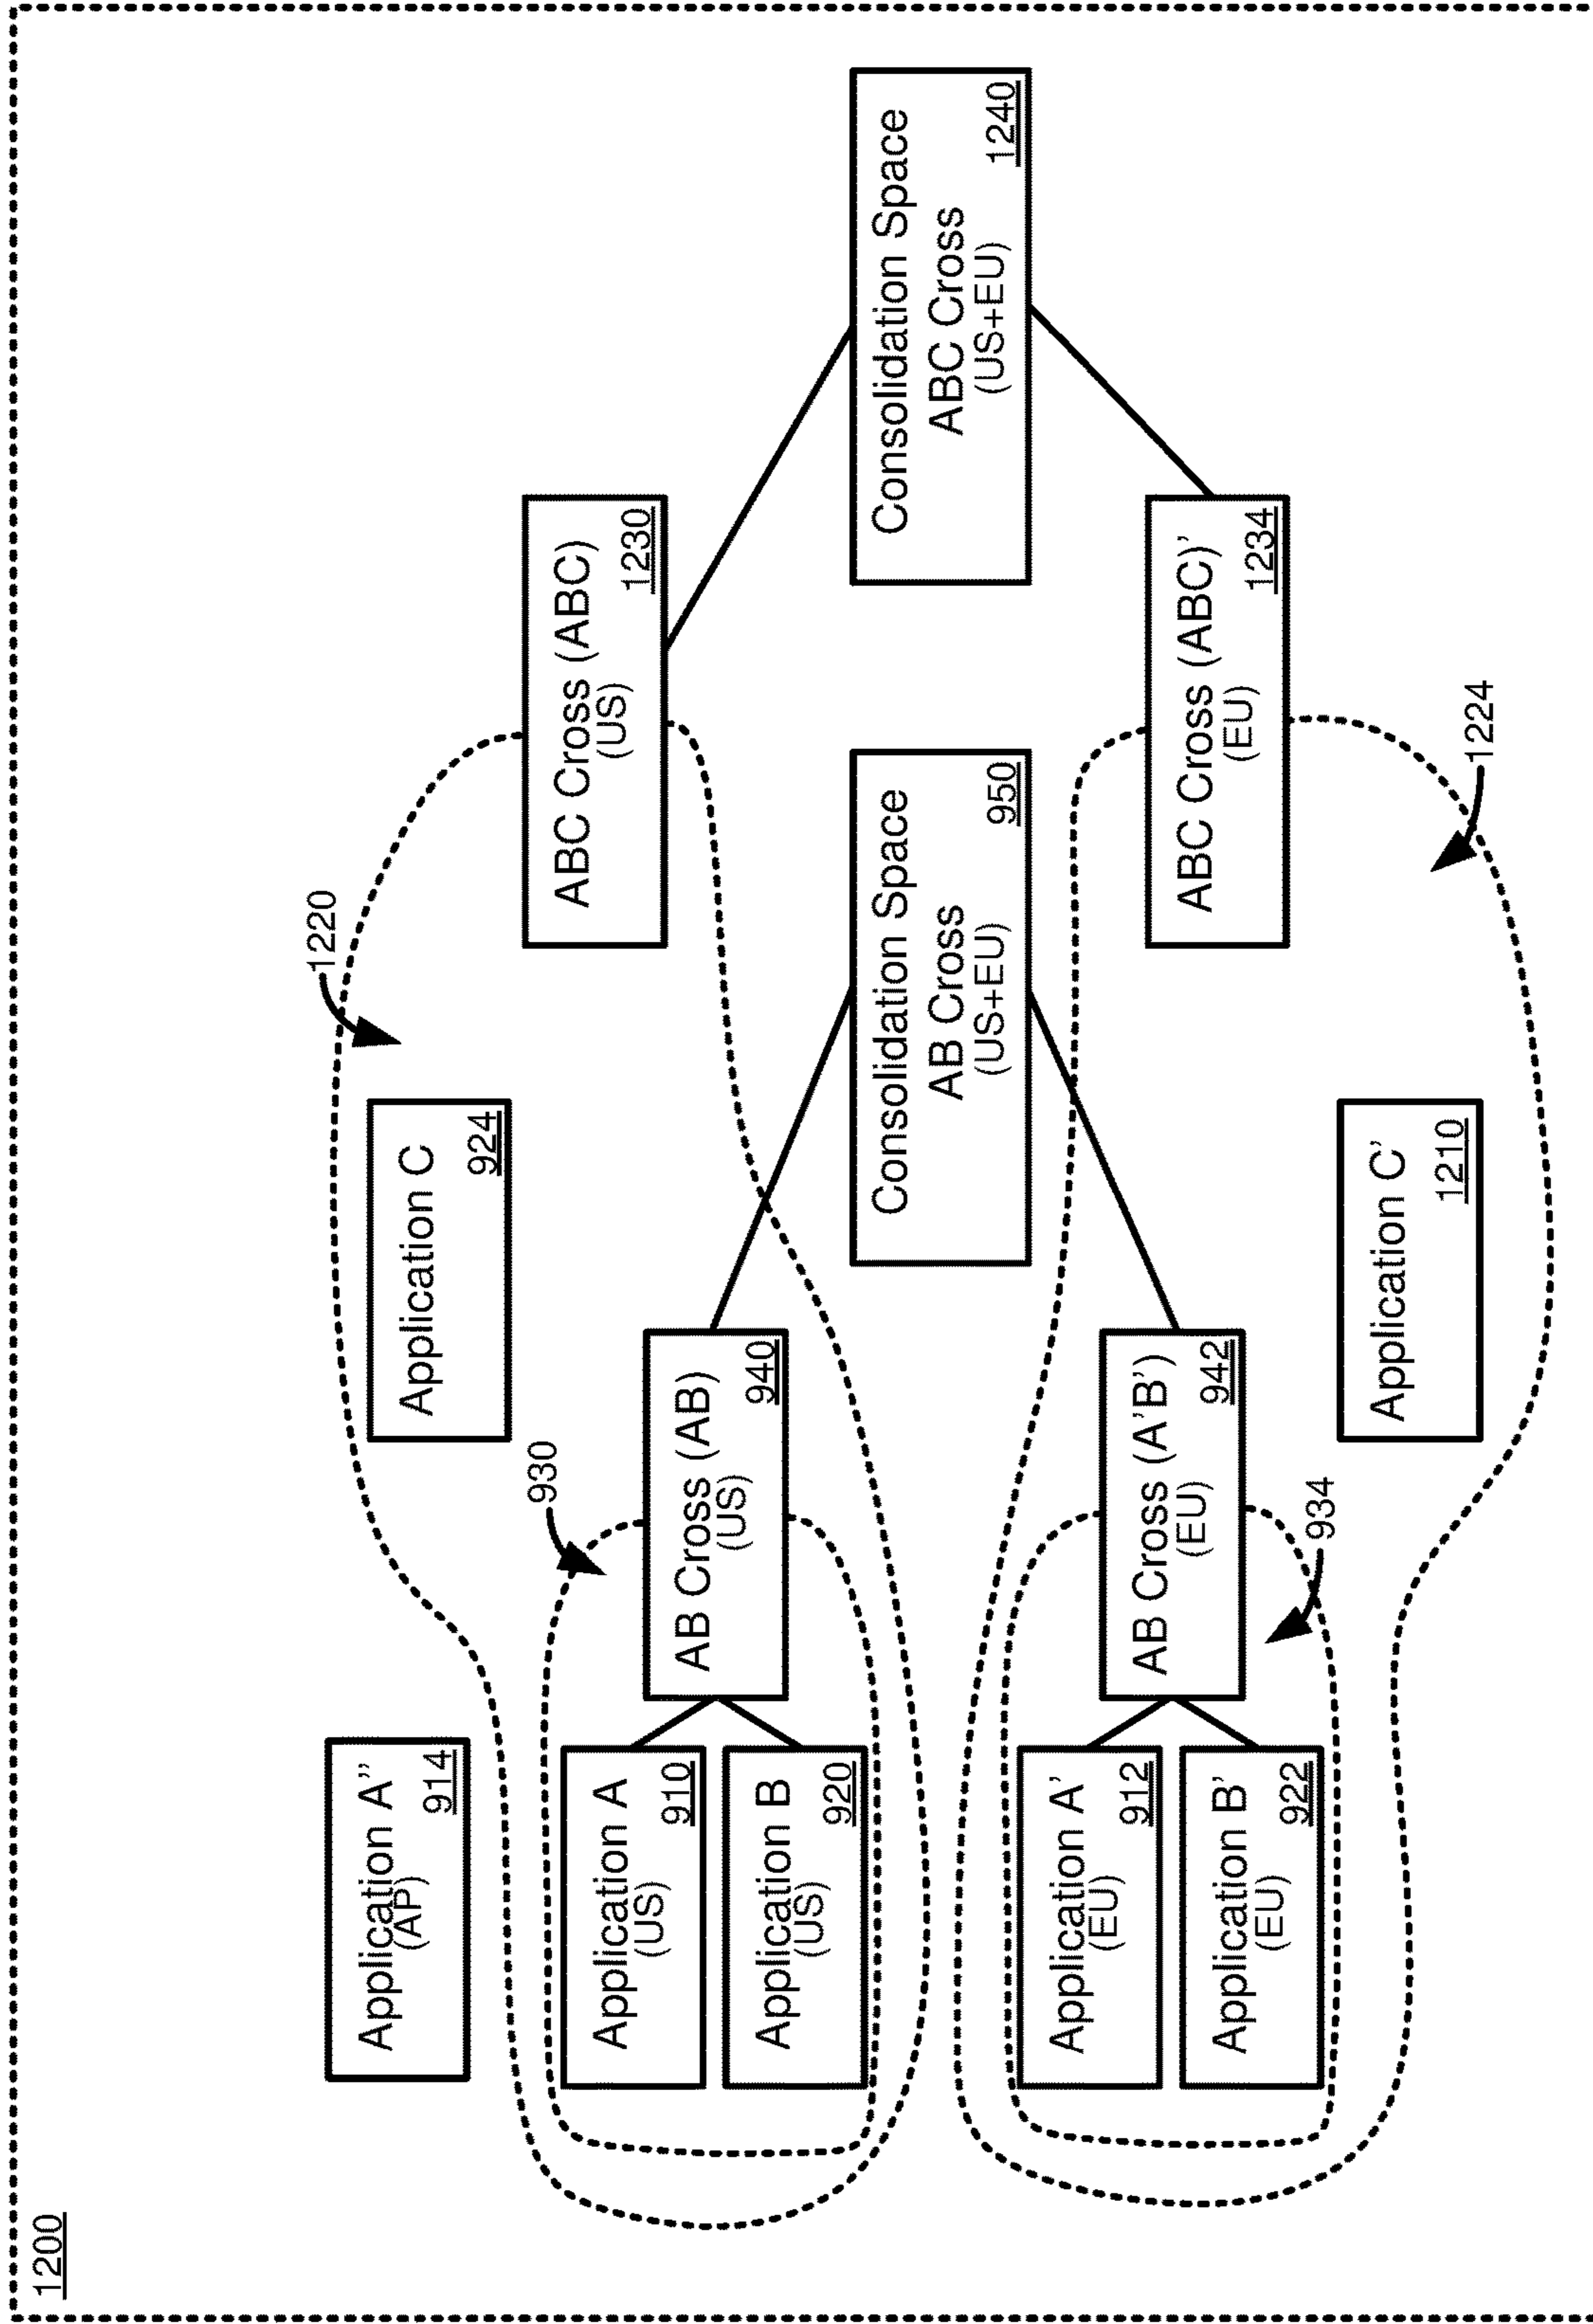 1200
Application A''
(AP)
914
Application A
(US)
910
Application B
(US)
920
Application A'
(EU)
912
Application B'
(EU)
922
930
AB Cross (AB)
(US)
940
AB Cross (A'B')
(EU)
942
934
Application C
924
Application C'
1210
1220
Consolidation Space
AB Cross
(US+EU)
950
1224
ABC Cross (ABC)
(US)
1230
ABC Cross (ABC)'
(EU)
1234
Consolidation Space
ABC Cross
(US+EU)
1240